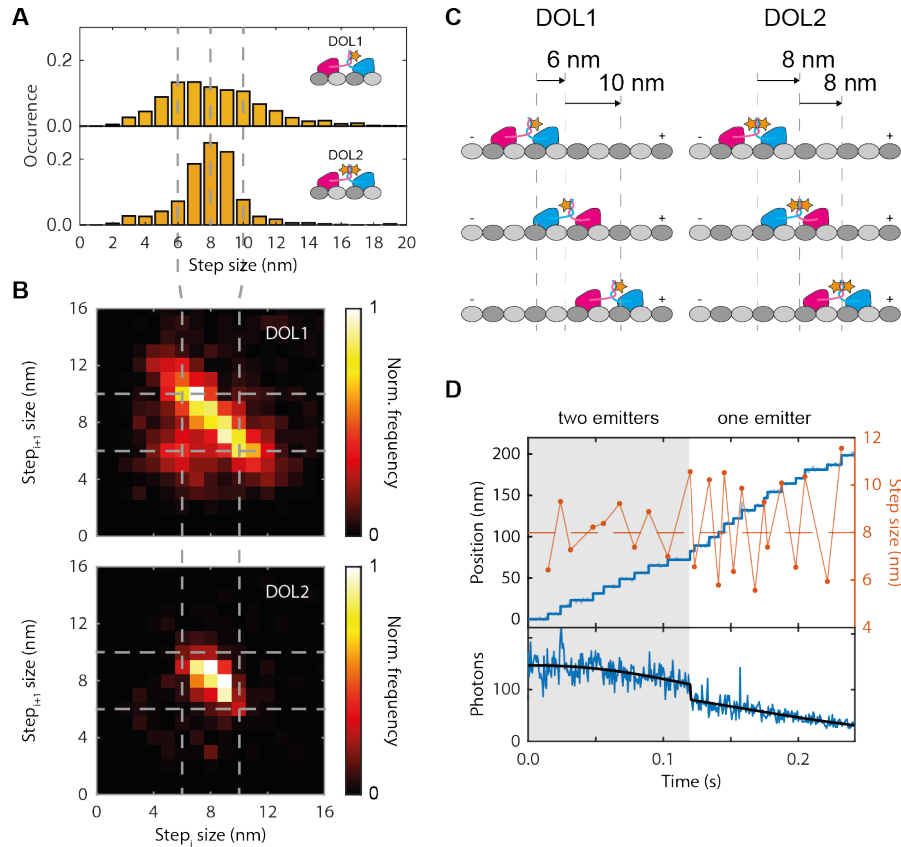 A
DOL1
0.2
0.0
DOL2
0.2
0.0
Occurence
0 2 4 6 8 10 12 14 16 18 20
Step size (nm)
B
16
12
8
4
0
Step i+1 size (nm)
DOL1
1
0
Norm. frequency
16
12
8
4
0
Step i+1 size (nm)
DOL2
1
0
Norm. frequency
0 4 8 12 16
Step i size (nm)
C
DOL1 DOL2
6 nm
10 nm
8 nm
8 nm
- + - +
- + - +
- + - +
D
two emitters one emitter
200
150
100
50
0
Position (nm)
12
10
8
6
4
Step size (nm)
100
0
Photons
0.0 0.1 0.2
Time (s)